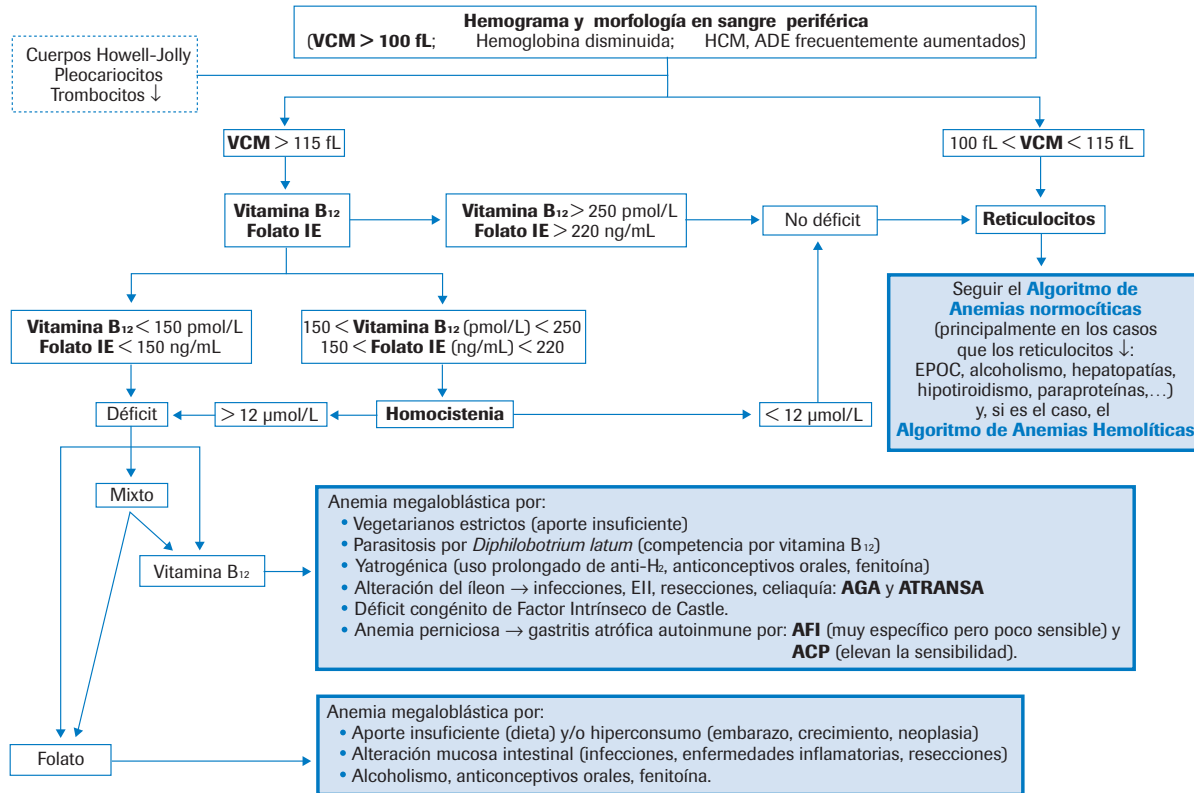 Hemograma y morfología en sangre periférica
(VCM > 100 fL; Hemoglobina disminuida; HCM, ADE frecuentemente aumentados)
Cuerpos Howell-Jolly
Pleocariocitos
Trombocitos ↓
VCM > 115 fL
100 fL < VCM < 115 fL
Vitamina B₁₂
Folato IE
Vitamina B₁₂ > 250 pmol/L
Folato IE > 220 ng/mL
No déficit
Reticulocitos
Seguir el Algoritmo de
Anemias normocíticas
(principalmente en los casos
que los reticulocitos ↓:
EPOC, alcoholismo, hepatopatías,
hipotiroidismo, paraproteínas,...)
y, si es el caso, el
Algoritmo de Anemias Hemolíticas
Vitamina B₁₂ < 150 pmol/L
Folato IE < 150 ng/mL
150 < Vitamina B₁₂ (pmol/L) < 250
150 < Folato IE (ng/mL) < 220
Déficit
> 12 µmol/L
Homocistenia
< 12 µmol/L
Mixto
Vitamina B₁₂
Anemia megaloblástica por:
• Vegetarianos estrictos (aporte insuficiente)
• Parasitosis por Diphilobotrium latum (competencia por vitamina B₁₂)
• Yatrogénica (uso prolongado de anti-H₂, anticonceptivos orales, fenitoína)
• Alteración del íleon → infecciones, EII, resecciones, celiaquía: AGA y ATRANSA
• Déficit congénito de Factor Intrínseco de Castle.
• Anemia perniciosa → gastritis atrófica autoinmune por: AFI (muy específico pero poco sensible) y
ACP (elevan la sensibilidad).
Folato
Anemia megaloblástica por:
• Aporte insuficiente (dieta) y/o hiperconsumo (embarazo, crecimiento, neoplasia)
• Alteración mucosa intestinal (infecciones, enfermedades inflamatorias, resecciones)
• Alcoholismo, anticonceptivos orales, fenitoína.